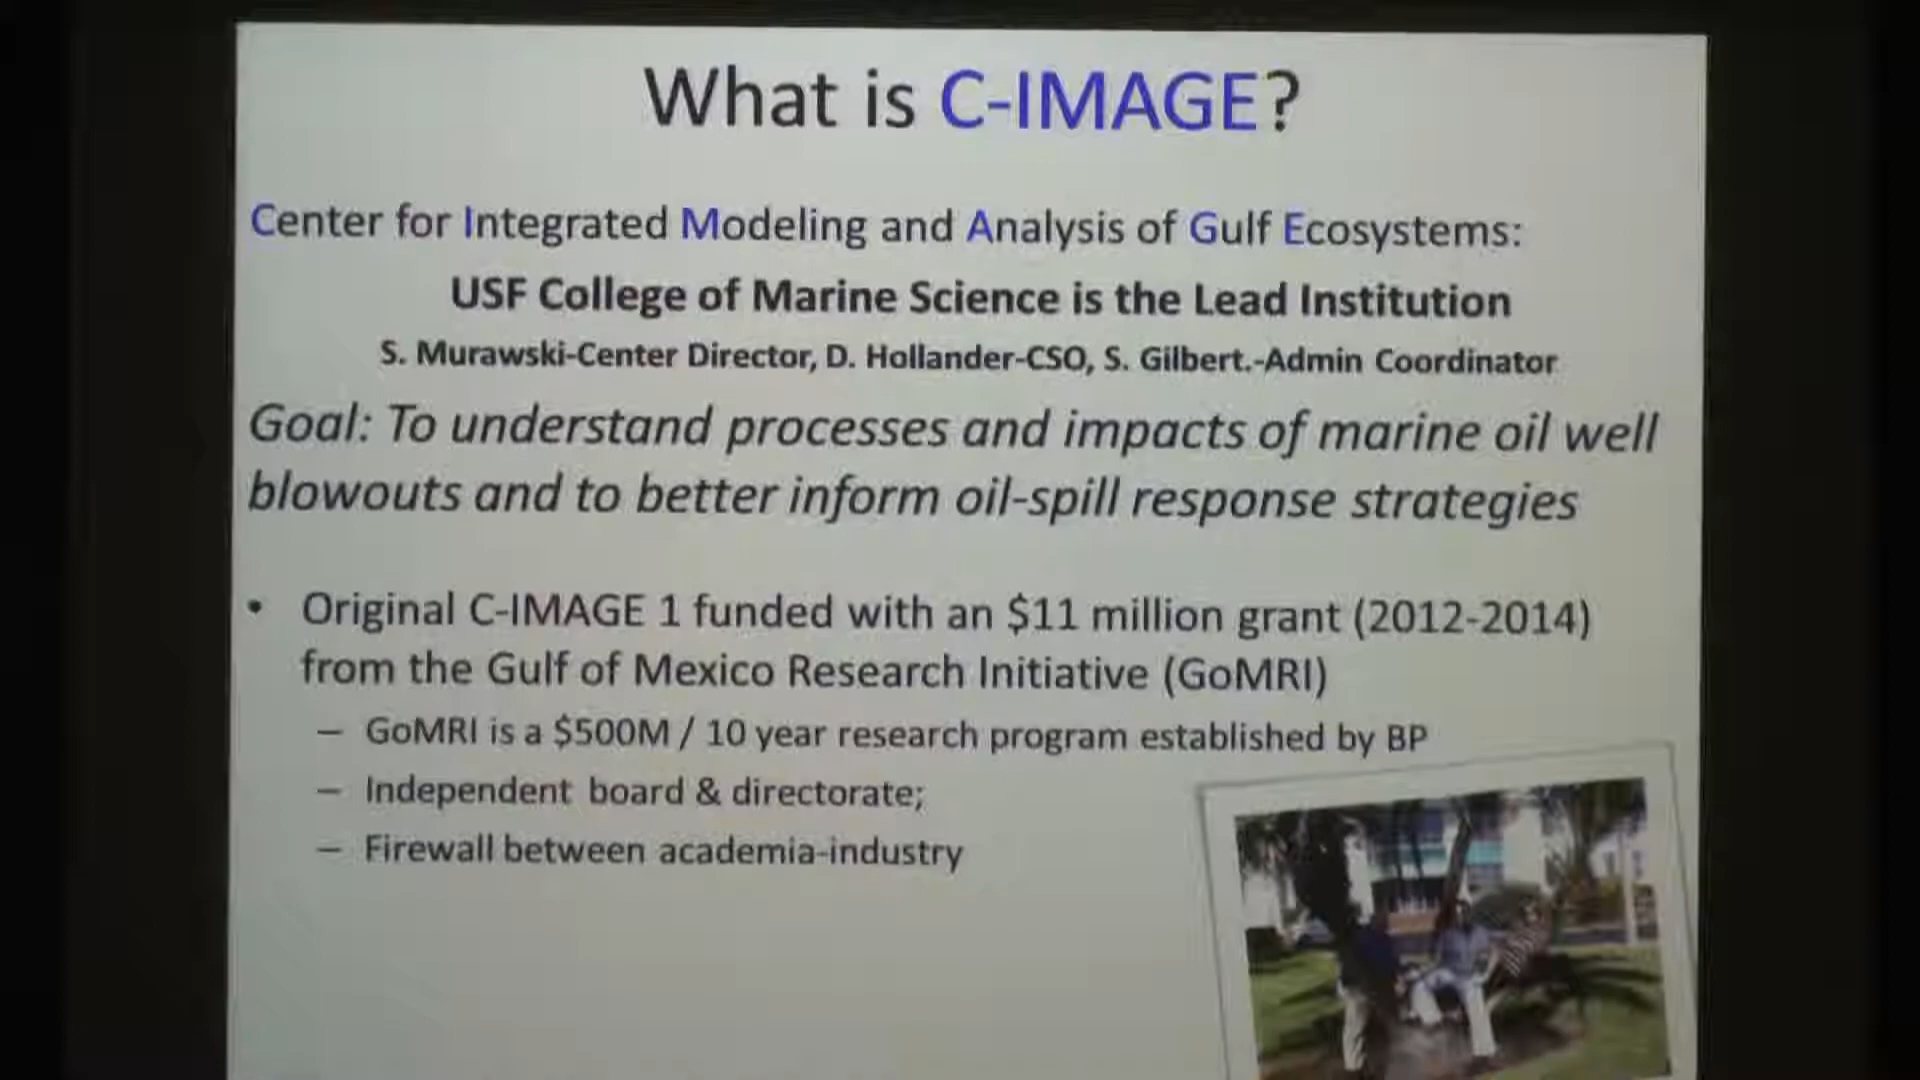 What is C-IMAGE?
Center for Integrated Modeling and Analysis of Gulf Ecosystems:
USF College of Marine Science is the Lead Institution
S. Murawski-Center Director, D. Hollander-CSO, S. Gilbert.-Admin Coordinator
Goal: To understand processes and impacts of marine oil well
blowouts and to better inform oil-spill response strategies
• Original C-IMAGE 1 funded with an $11 million grant (2012-2014)
from the Gulf of Mexico Research Initiative (GoMRI)
– GoMRI is a $500M / 10 year research program established by BP
– Independent board & directorate;
– Firewall between academia-industry